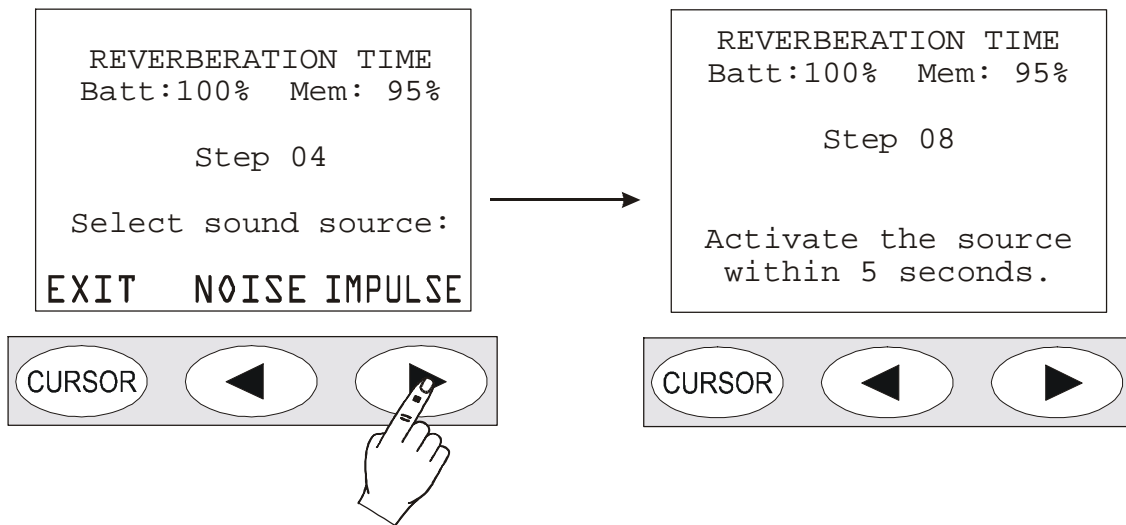 REVERBERATION TIME
Batt:100% Mem: 95%
Step 04
Select sound source:
EXIT NOISE IMPULSE
CURSOR
REVERBERATION TIME
Batt:100% Mem: 95%
Step 08
Activate the source
within 5 seconds.
CURSOR